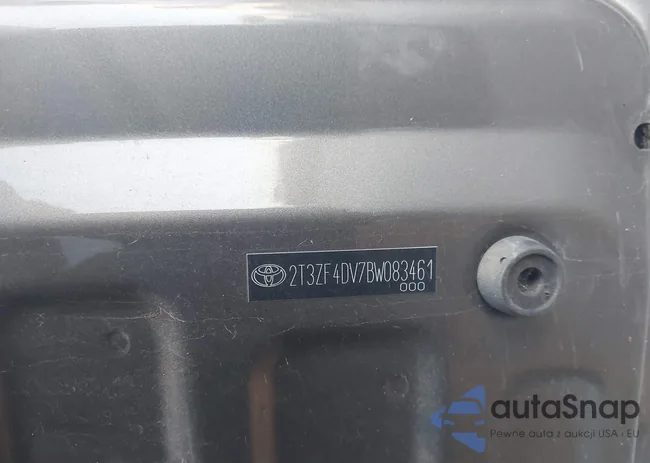 2T3ZF4DV7BW083461
000
autaSnap
Pewne auta z aukcji USA i EU